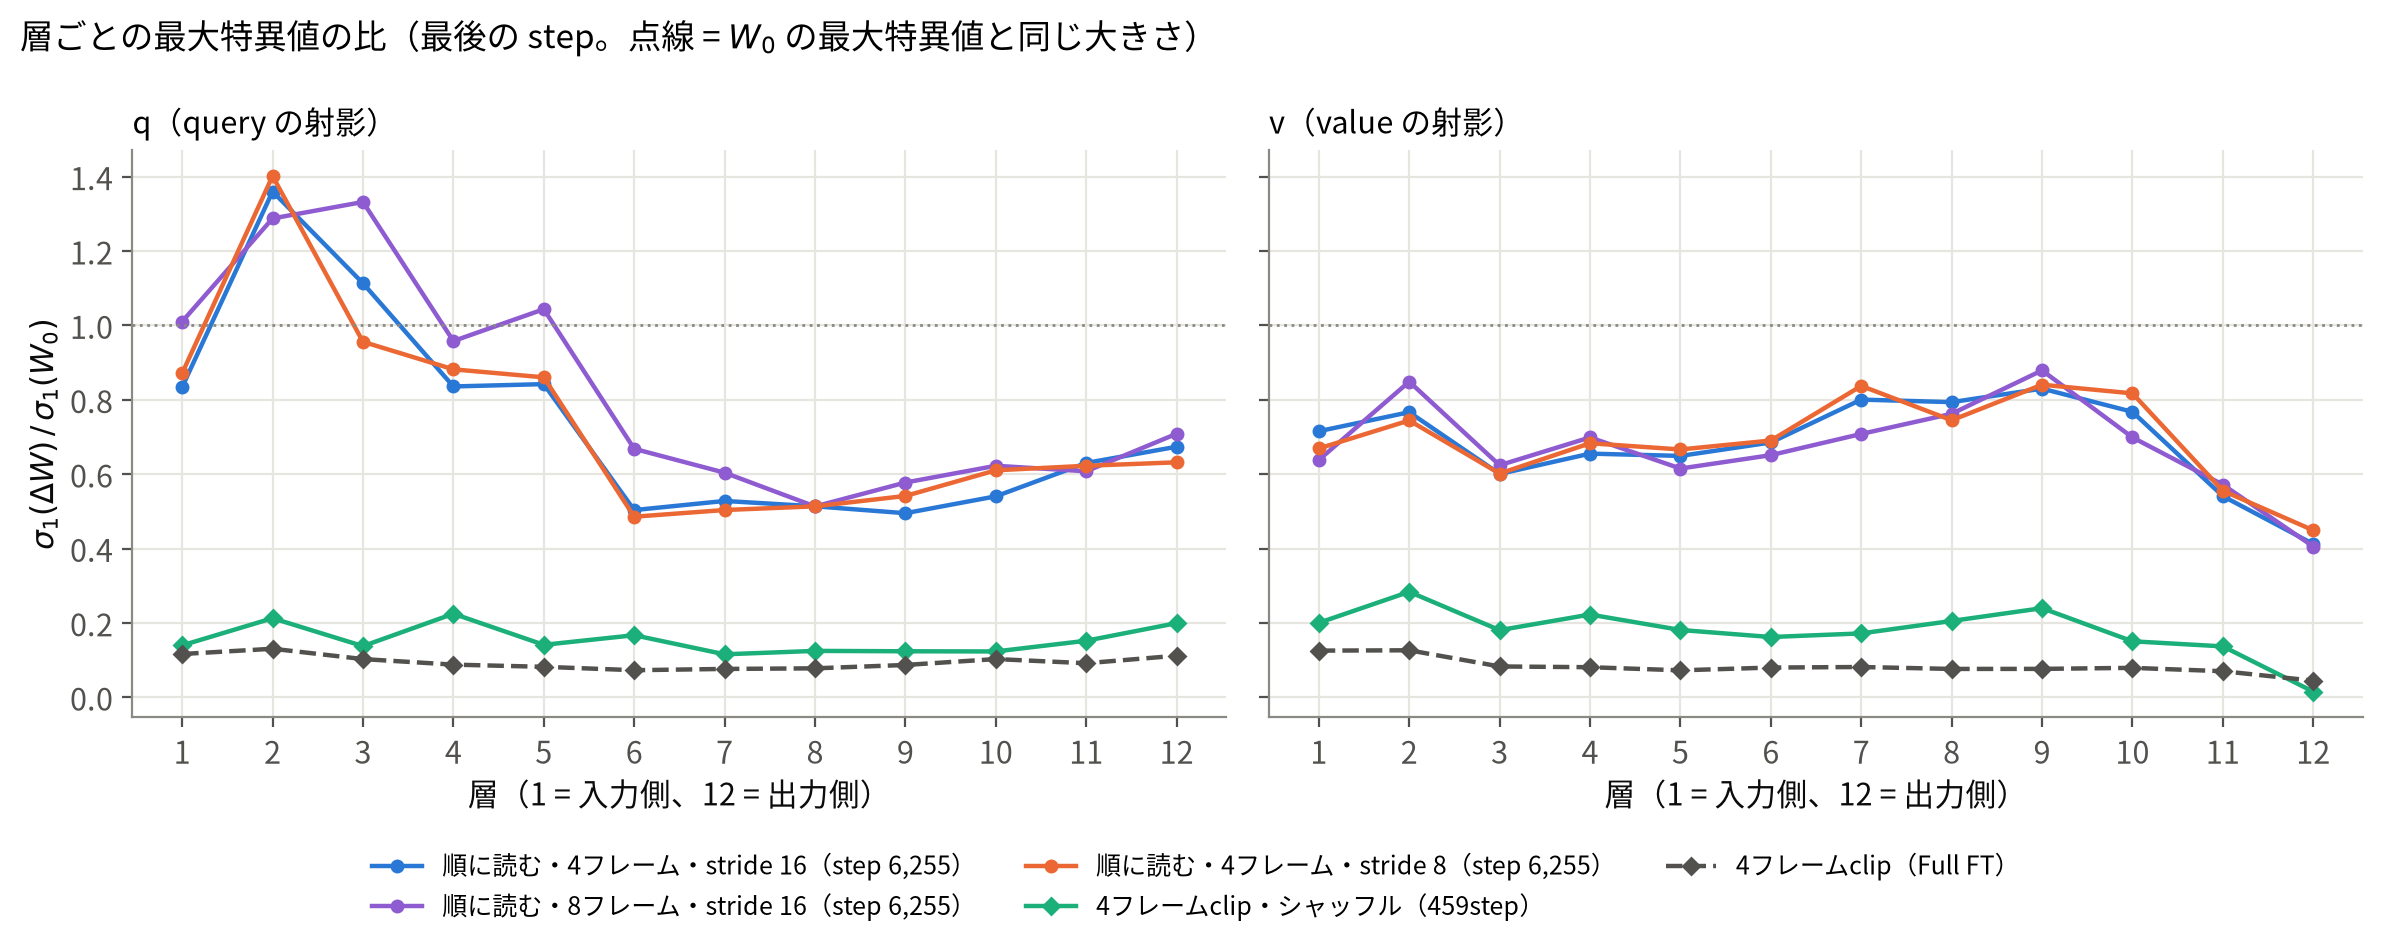 層ごとの最大特異値の比（最後の step。点線 = W₀ の最大特異値と同じ大きさ）
q（query の射影）
v（value の射影）
σ₁(ΔW) / σ₁(W₀)
1.4
1.2
1.0
0.8
0.6
0.4
0.2
0.0
1 2 3 4 5 6 7 8 9 10 11 12
1 2 3 4 5 6 7 8 9 10 11 12
層（1 = 入力側、12 = 出力側）
層（1 = 入力側、12 = 出力側）
順に読む・4フレーム・stride 16（step 6,255）
順に読む・4フレーム・stride 8（step 6,255）
4フレームclip（Full FT）
順に読む・8フレーム・stride 16（step 6,255）
4フレームclip・シャッフル（459step）